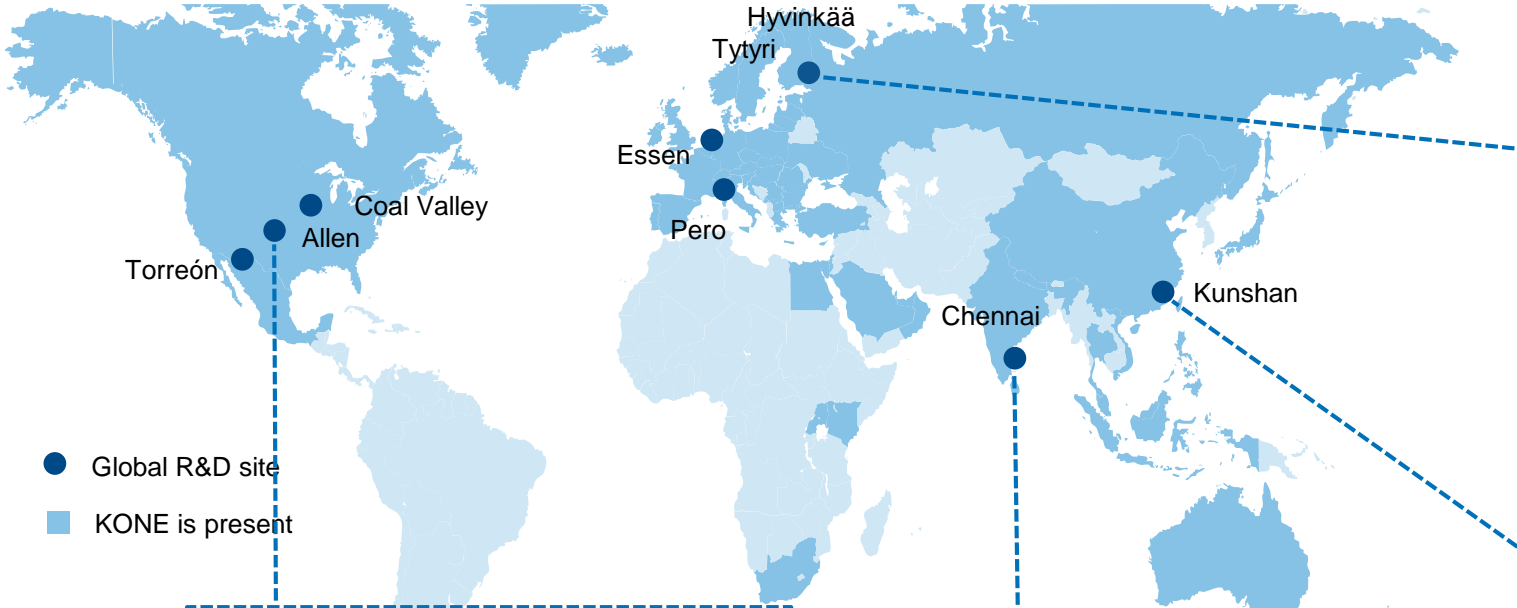 Hyvinkää
Tytyri
Essen
Coal Valley
Pero
Allen
Torreón
Kunshan
Chennai
Global R&D site
KONE is present